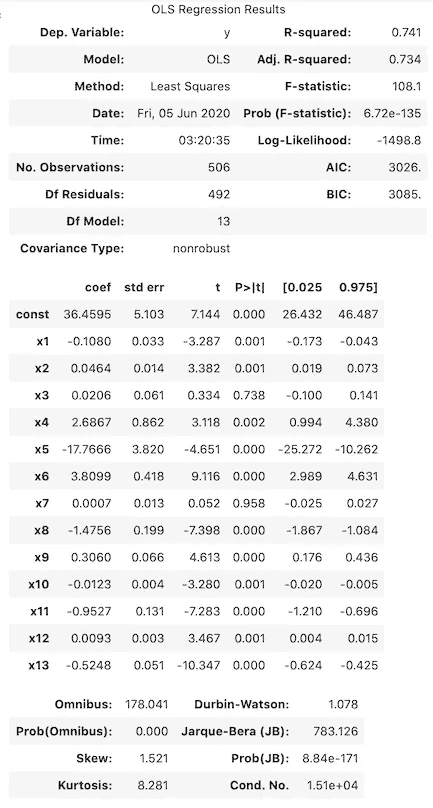 OLS Regression Results
Dep. Variable: y R-squared: 0.741
Model: OLS Adj. R-squared: 0.734
Method: Least Squares F-statistic: 108.1
Date: Fri, 05 Jun 2020 Prob (F-statistic): 6.72e-135
Time: 03:20:35 Log-Likelihood: -1498.8
No. Observations: 506 AIC: 3026.
Df Residuals: 492 BIC: 3085.
Df Model: 13
Covariance Type: nonrobust
coef std err t P>|t| [0.025 0.975]
const 36.4595 5.103 7.144 0.000 26.432 46.487
x1 -0.1080 0.033 -3.287 0.001 -0.173 -0.043
x2 0.0464 0.014 3.382 0.001 0.019 0.073
x3 0.0206 0.061 0.334 0.738 -0.100 0.141
x4 2.6867 0.862 3.118 0.002 0.994 4.380
x5 -17.7666 3.820 -4.651 0.000 -25.272 -10.262
x6 3.8099 0.418 9.116 0.000 2.989 4.631
x7 0.0007 0.013 0.052 0.958 -0.025 0.027
x8 -1.4756 0.199 -7.398 0.000 -1.867 -1.084
x9 0.3060 0.066 4.613 0.000 0.176 0.436
x10 -0.0123 0.004 -3.280 0.001 -0.020 -0.005
x11 -0.9527 0.131 -7.283 0.000 -1.210 -0.696
x12 0.0093 0.003 3.467 0.001 0.004 0.015
x13 -0.5248 0.051 -10.347 0.000 -0.624 -0.425
Omnibus: 178.041 Durbin-Watson: 1.078
Prob(Omnibus): 0.000 Jarque-Bera (JB): 783.126
Skew: 1.521 Prob(JB): 8.84e-171
Kurtosis: 8.281 Cond. No. 1.51e+04